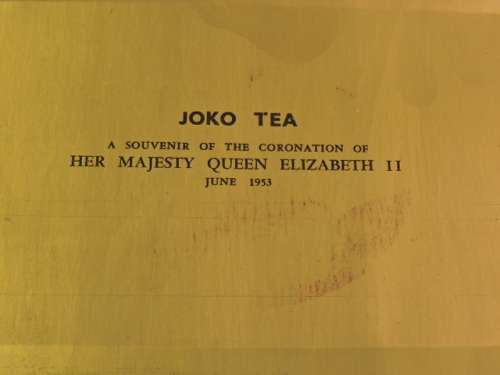 JOKO TEA
A SOUVENIR OF THE CORONATION OF
HER MAJESTY QUEEN ELIZABETH II
JUNE 1953